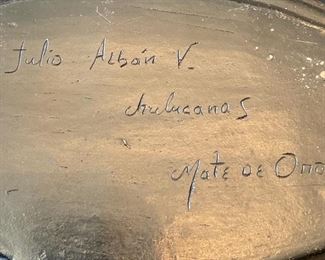 Julio Albán V.
chulucanas
Mate de Oro